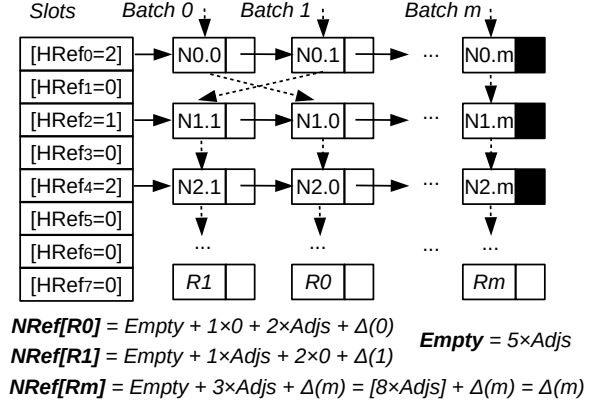 Slots Batch 0 Batch 1 Batch m
[HRef₀=2] N0.0 N0.1 ... N0.m
[HRef₁=0]
[HRef₂=1] N1.1 N1.0 ... N1.m
[HRef₃=0]
[HRef₄=2] N2.1 N2.0 ... N2.m
[HRef₅=0]
[HRef₆=0] ... ... ... ...
[HRef₇=0] R1 R0 Rm
NRef[R0] = Empty + 1×0 + 2×Adjs + Δ(0)
Empty = 5×Adjs
NRef[R1] = Empty + 1×Adjs + 2×0 + Δ(1)
NRef[Rm] = Empty + 3×Adjs + Δ(m) = [8×Adjs] + Δ(m) = Δ(m)